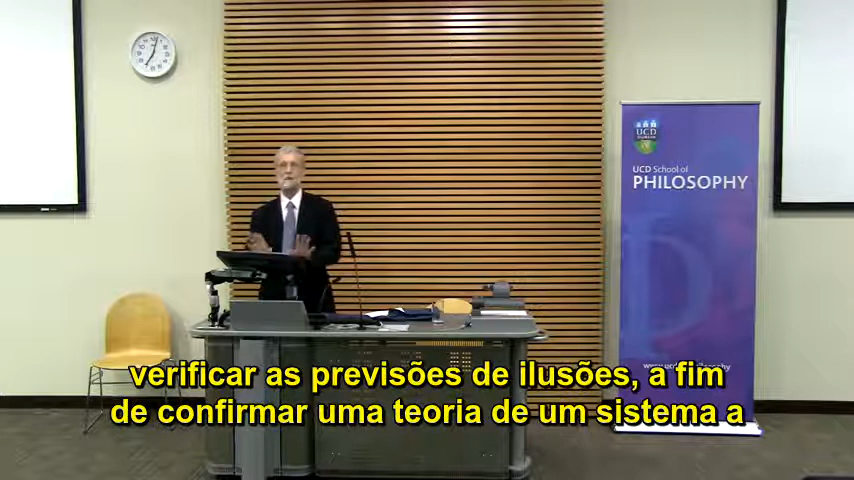 UCD
UCD School of
PHILOSOPHY
verificar as previsões de ilusões, a fim
de confirmar uma teoria de um sistema a